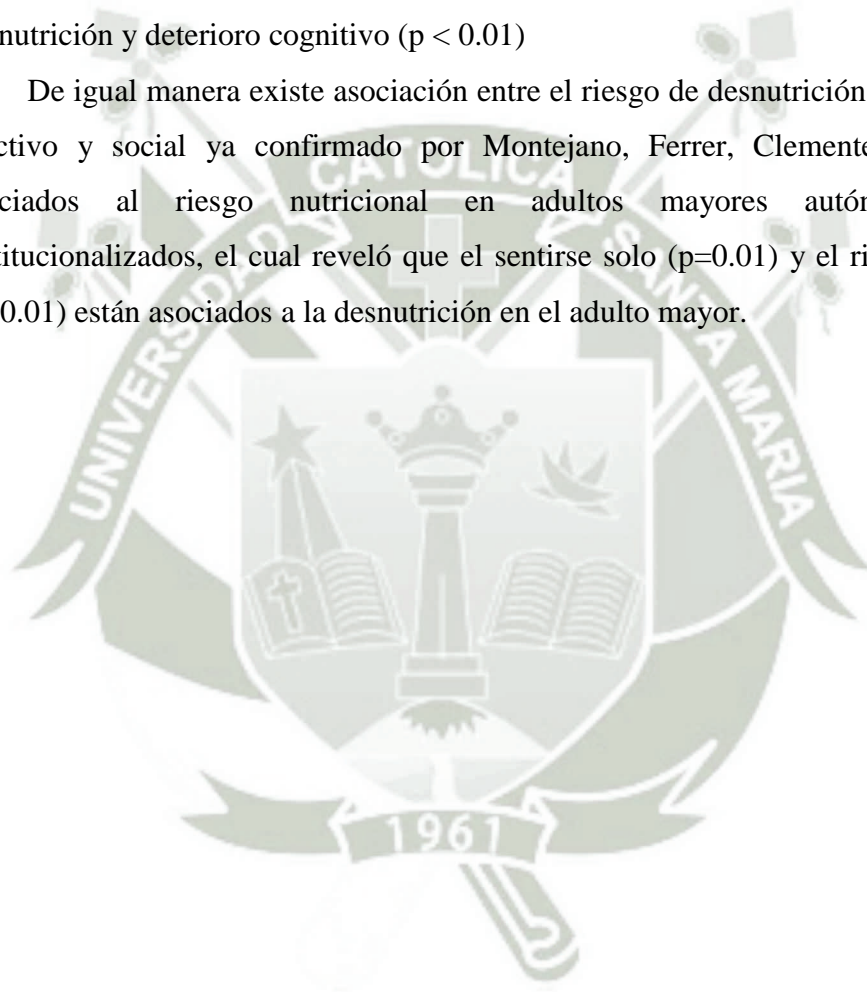 nutrición y deterioro cognitivo (p < 0.01)
De igual manera existe asociación entre el riesgo de desnutrición
ctivo y social ya confirmado por Montejano, Ferrer, Clemente
ciados al riesgo nutricional en adultos mayores autón
titucionalizados, el cual reveló que el sentirse solo (p=0.01) y el ri
0.01) están asociados a la desnutrición en el adulto mayor.
UNIVERSIDAD CATÓLICA SANTA MARIA
1961